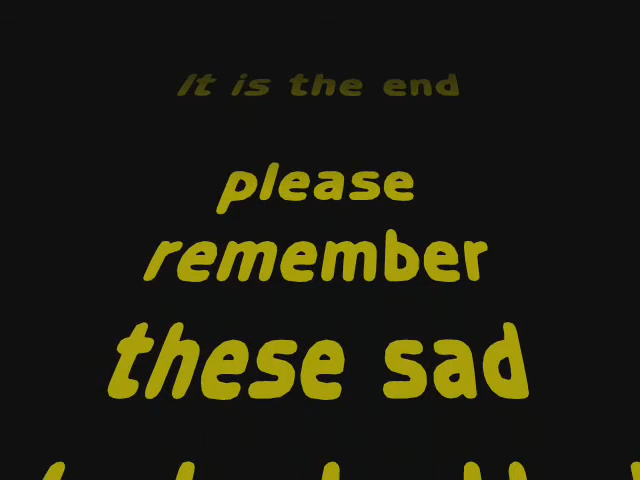 It is the end
please
remember
these sad